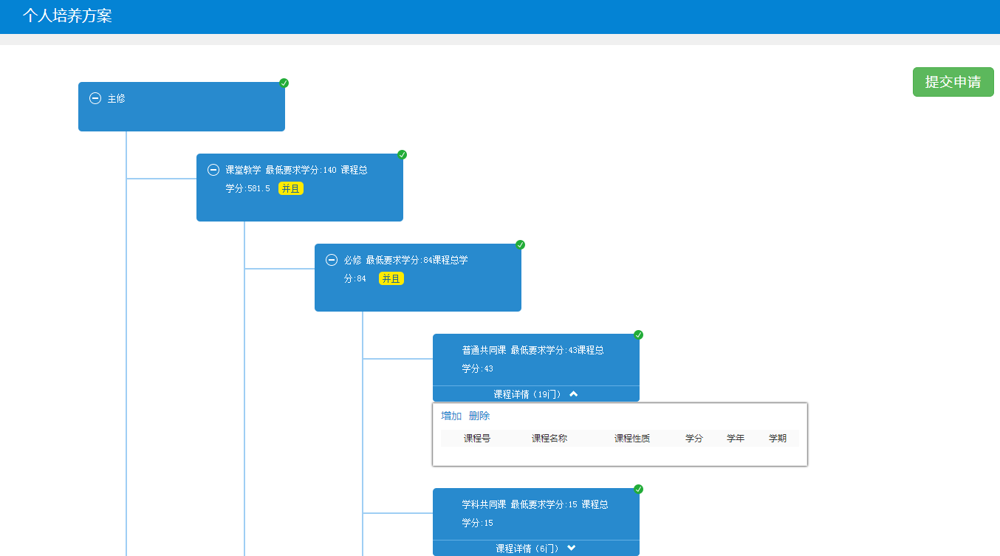 个人培养方案
提交申请
主修
课堂教学 最低要求学分:140 课程总
学分:581.5 并且
必修 最低要求学分:84课程总学
分:84 并且
普通共同课 最低要求学分:43课程总
学分:43
课程详情（19门）
增加 删除
课程号 课程名称 课程性质 学分 学年 学期
学科共同课 最低要求学分:15 课程总
学分:15
课程详情（6门）